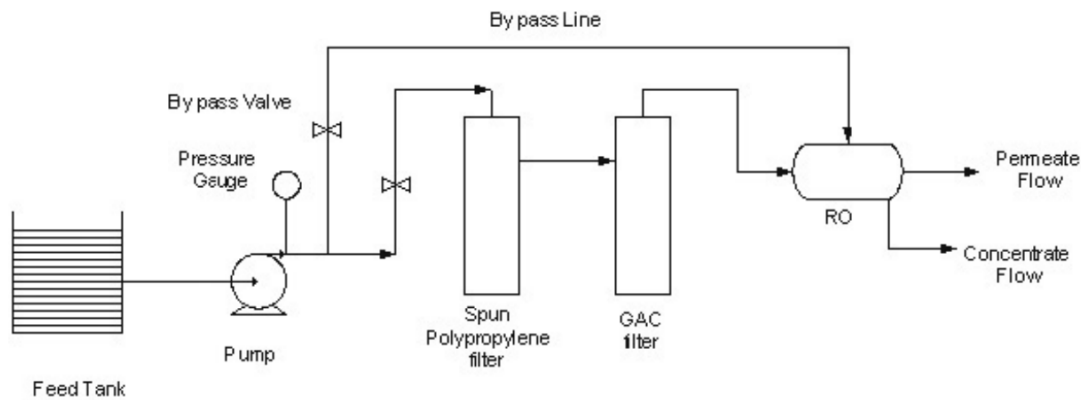 By pass Line
By pass Valve
Pressure
Gauge
Permeate
Flow
RO
Concentrate
Flow
Spun
Polypropylene
filter
GAC
filter
Pump
Feed Tank